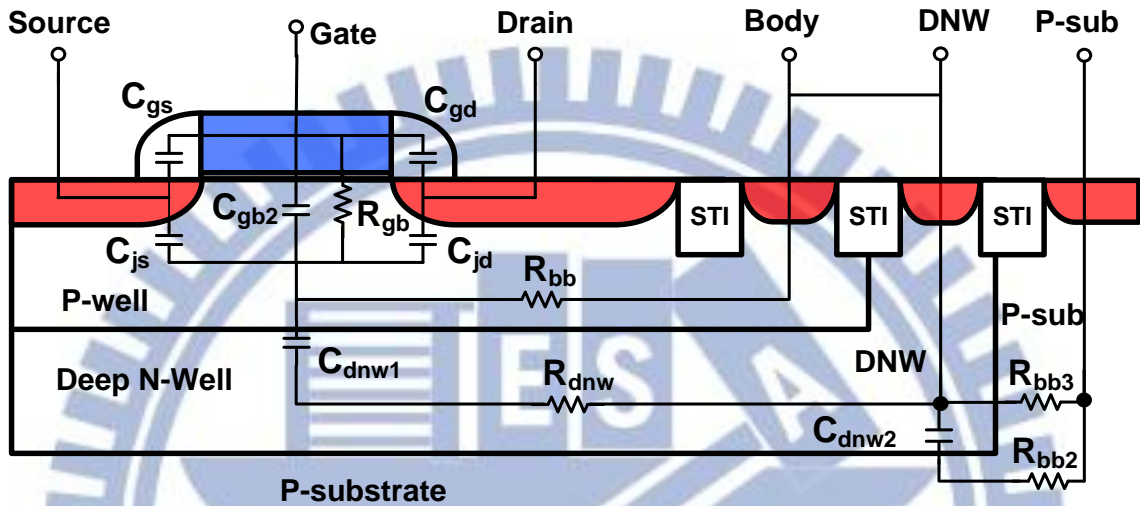 Source
Gate
Drain
Body
DNW
P-sub
Cgs
Cgd
Cgb2
Rgb
STI
STI
STI
Cjs
Cjd
Rbb
P-well
P-sub
Cdnw1
DNW
Deep N-Well
Rdnw
Rbb3
Cdnw2
Rbb2
P-substrate
ES
A